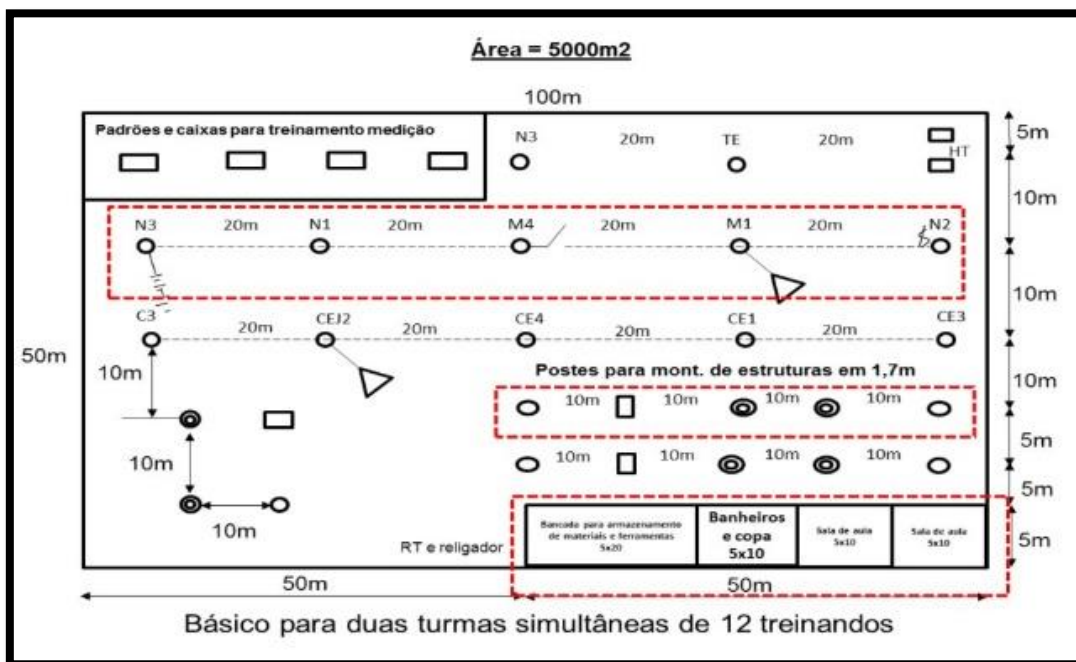 Área = 5000m2
100m
Padrões e caixas para treinamento medição
N3 20m TE 20m HT
5m
10m
N3 20m N1 20m M4 20m M1 20m N2
10m
C3 20m CEJ2 20m CE4 20m CE1 20m CE3
50m
10m
Postes para mont. de estruturas em 1,7m
10m
10m 10m 10m 10m
5m
10m
10m 10m 10m 10m
5m
10m
RT e religador
Bancada para armazenamento
de materiais e ferramentas
5x20
Banheiros
e copa
5x10
Sala de aula
5x10
Sala de aula
5x10
5m
50m 50m
Básico para duas turmas simultâneas de 12 treinandos